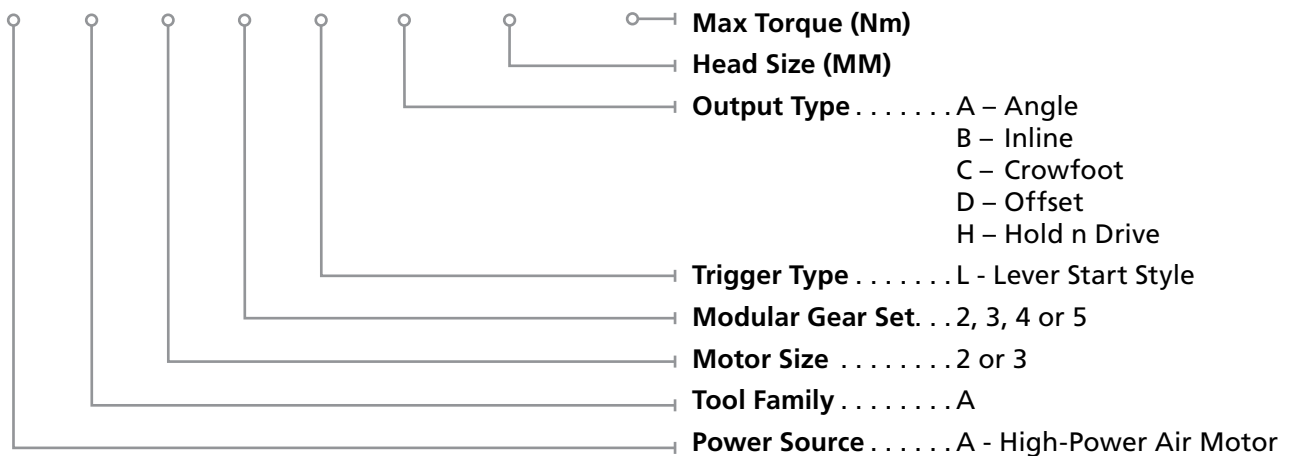 Max Torque (Nm)
Head Size (MM)
Output Type . . . . . . . A – Angle
B – Inline
C – Crowfoot
D – Offset
H – Hold n Drive
Trigger Type . . . . . . . L - Lever Start Style
Modular Gear Set. . . 2, 3, 4 or 5
Motor Size . . . . . . . . 2 or 3
Tool Family . . . . . . . . A
Power Source . . . . . . A - High-Power Air Motor